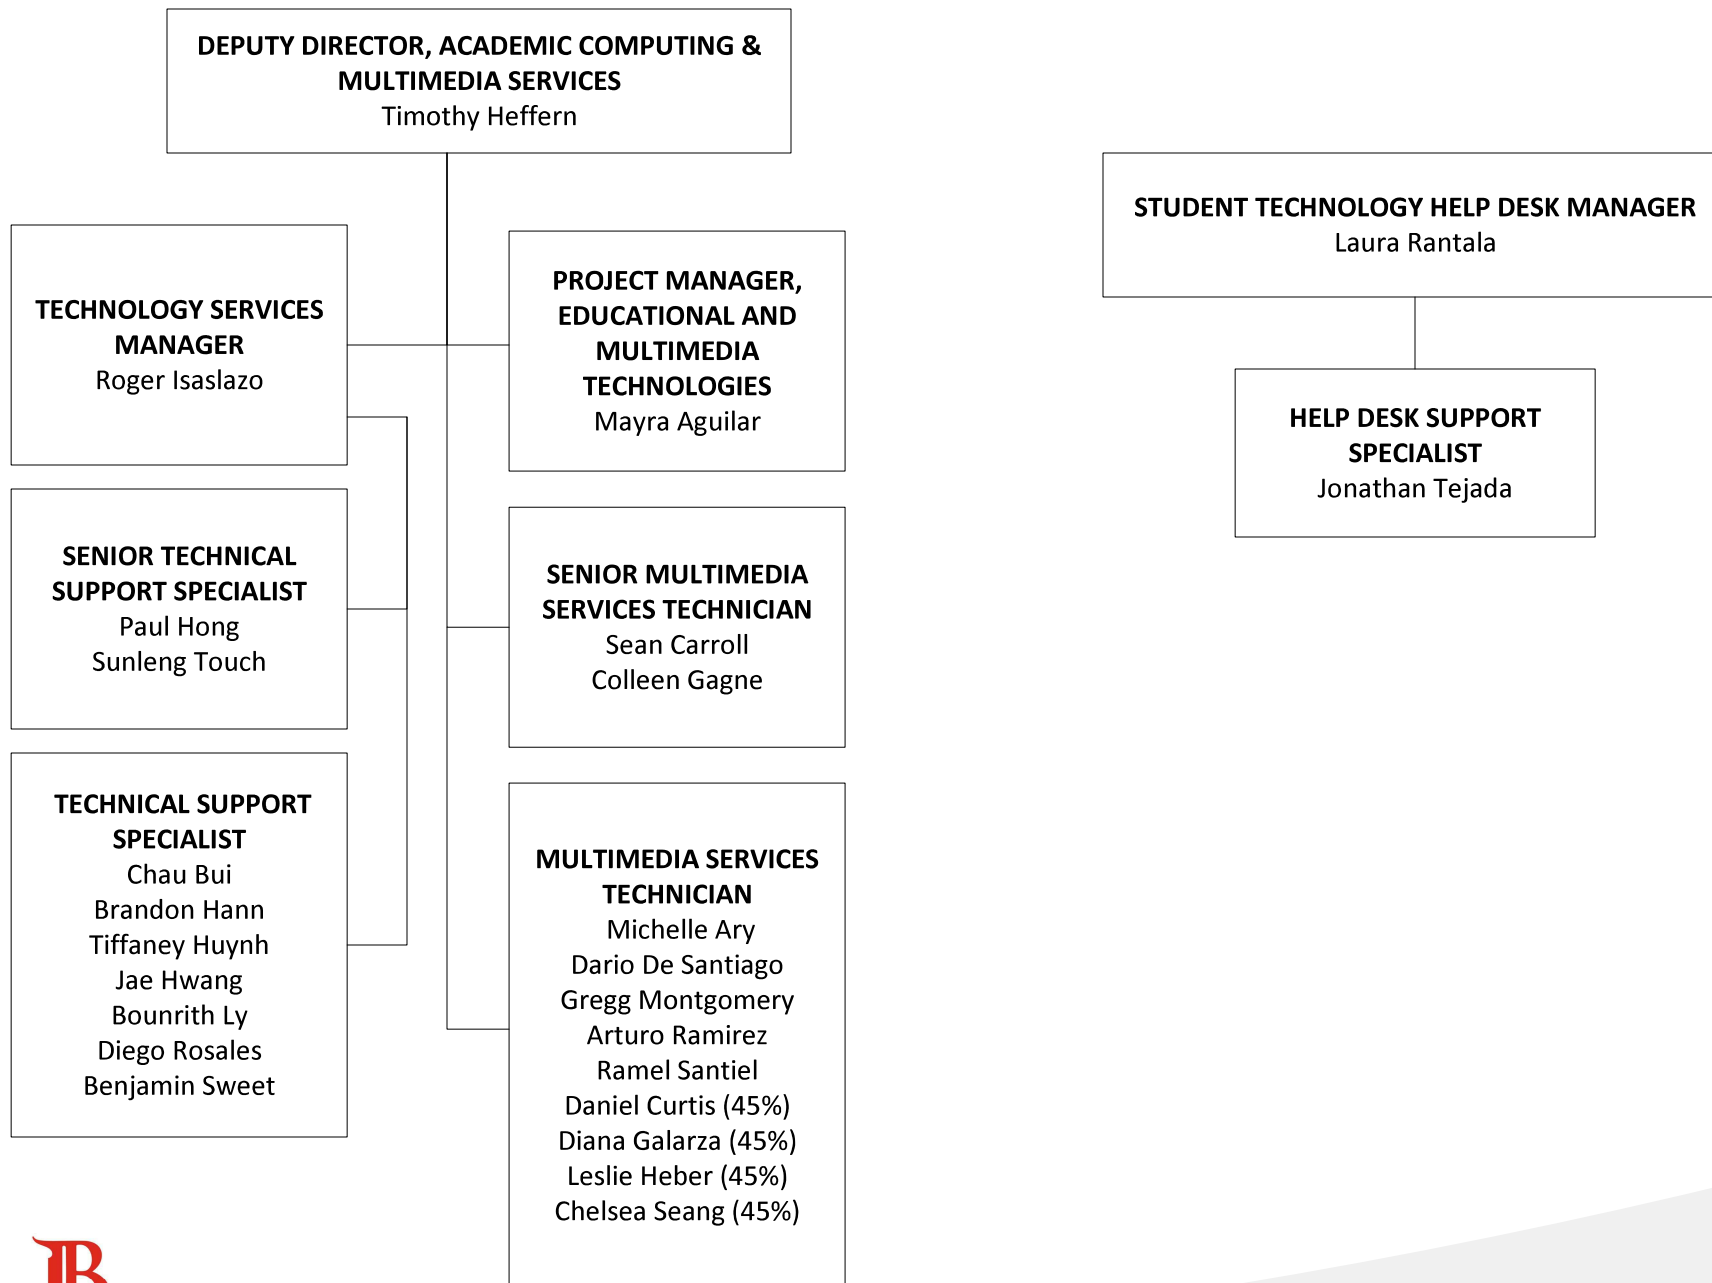 DEPUTY DIRECTOR, ACADEMIC COMPUTING &
MULTIMEDIA SERVICES
Timothy Heffern
STUDENT TECHNOLOGY HELP DESK MANAGER
Laura Rantala
TECHNOLOGY SERVICES
MANAGER
Roger Isaslazo
PROJECT MANAGER,
EDUCATIONAL AND
MULTIMEDIA
TECHNOLOGIES
Mayra Aguilar
HELP DESK SUPPORT
SPECIALIST
Jonathan Tejada
SENIOR TECHNICAL
SUPPORT SPECIALIST
Paul Hong
Sunleng Touch
SENIOR MULTIMEDIA
SERVICES TECHNICIAN
Sean Carroll
Colleen Gagne
TECHNICAL SUPPORT
SPECIALIST
Chau Bui
Brandon Hann
Tiffaney Huynh
Jae Hwang
Bounrith Ly
Diego Rosales
Benjamin Sweet
MULTIMEDIA SERVICES
TECHNICIAN
Michelle Ary
Dario De Santiago
Gregg Montgomery
Arturo Ramirez
Ramel Santiel
Daniel Curtis (45%)
Diana Galarza (45%)
Leslie Heber (45%)
Chelsea Seang (45%)